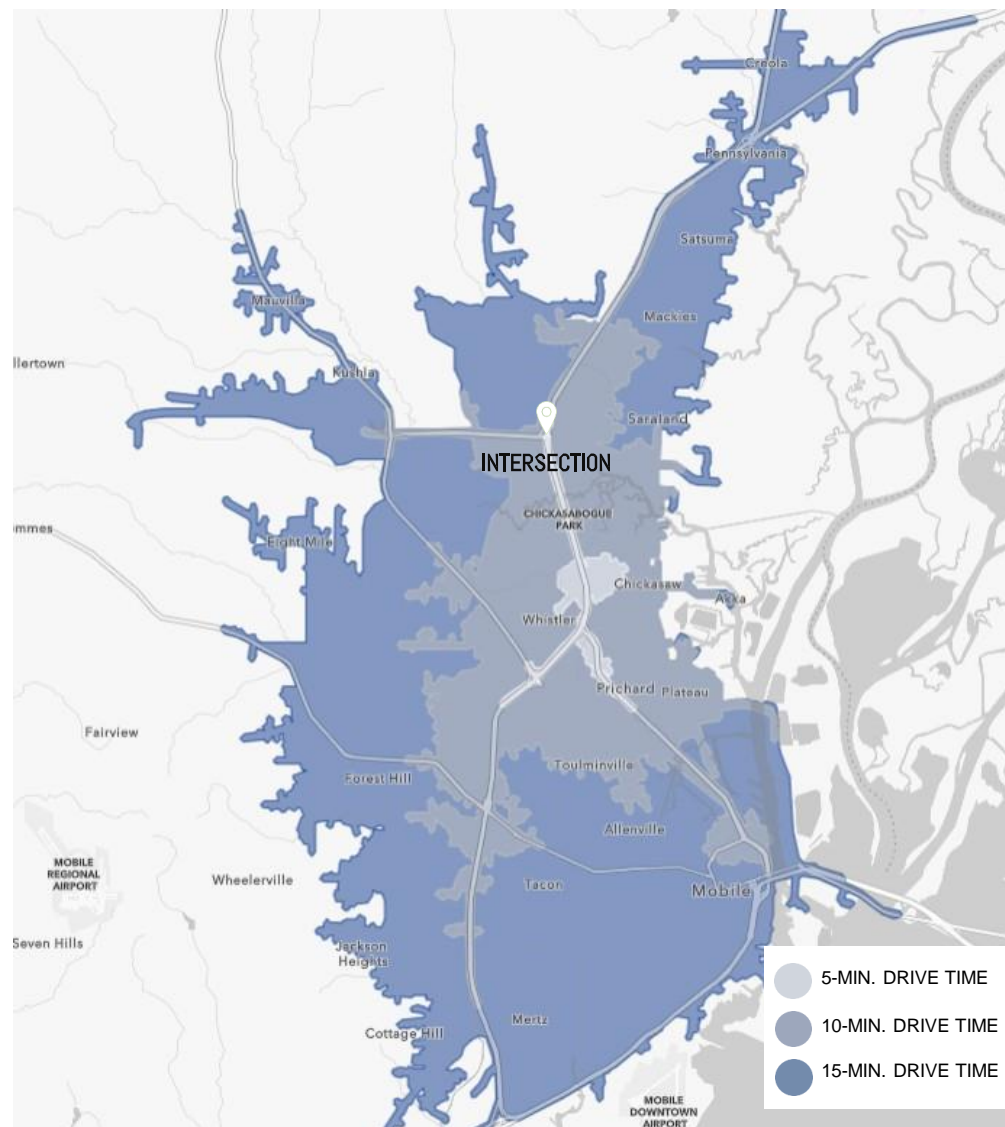 Creola
Pennsylvania
Satsuma
Mauvilla
Mackies
llertown
Kushla
Saraland
INTERSECTION
CHICKASABOGUE
PARK
mmes
Eight Mile
Chickasaw
Axka
Whistler
Prichard
Plateau
Fairview
Toulminville
Forest Hill
Allenville
MOBILE
REGIONAL
AIRPORT
Wheelerville
Tacon
Mobile
Seven Hills
Jackson
Heights
5-MIN. DRIVE TIME
10-MIN. DRIVE TIME
15-MIN. DRIVE TIME
Mertz
Cottage Hill
MOBILE
DOWNTOWN
AIRPORT